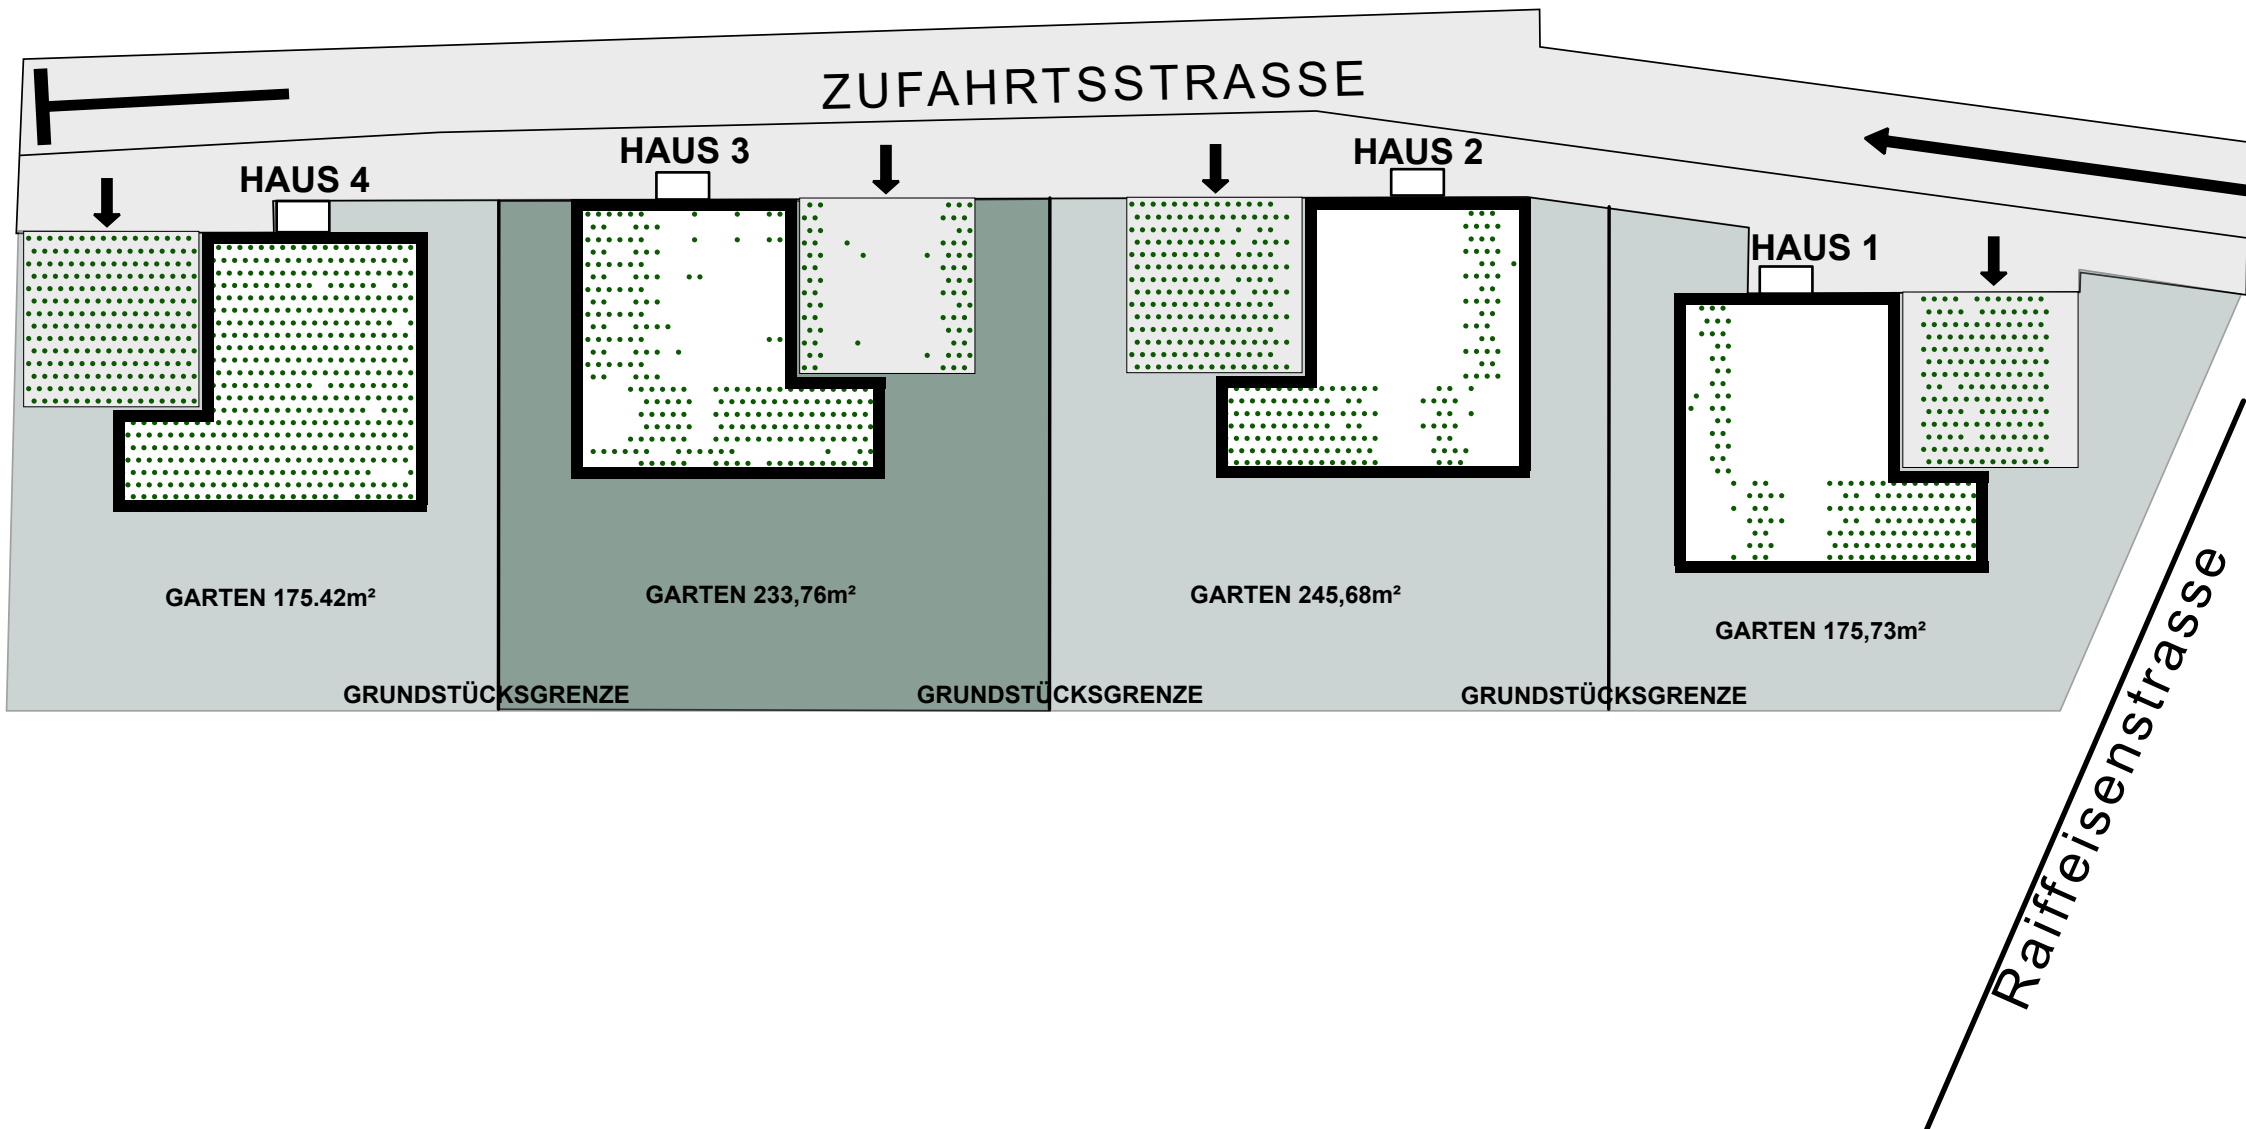 ZUFAHRTSSTRASSE
HAUS 4
HAUS 3
HAUS 2
HAUS 1
GARTEN 175.42m²
GARTEN 233,76m²
GARTEN 245,68m²
GARTEN 175,73m²
GRUNDSTÜCKSGRENZE
GRUNDSTÜCKSGRENZE
GRUNDSTÜCKSGRENZE
Raiffeisenstrasse